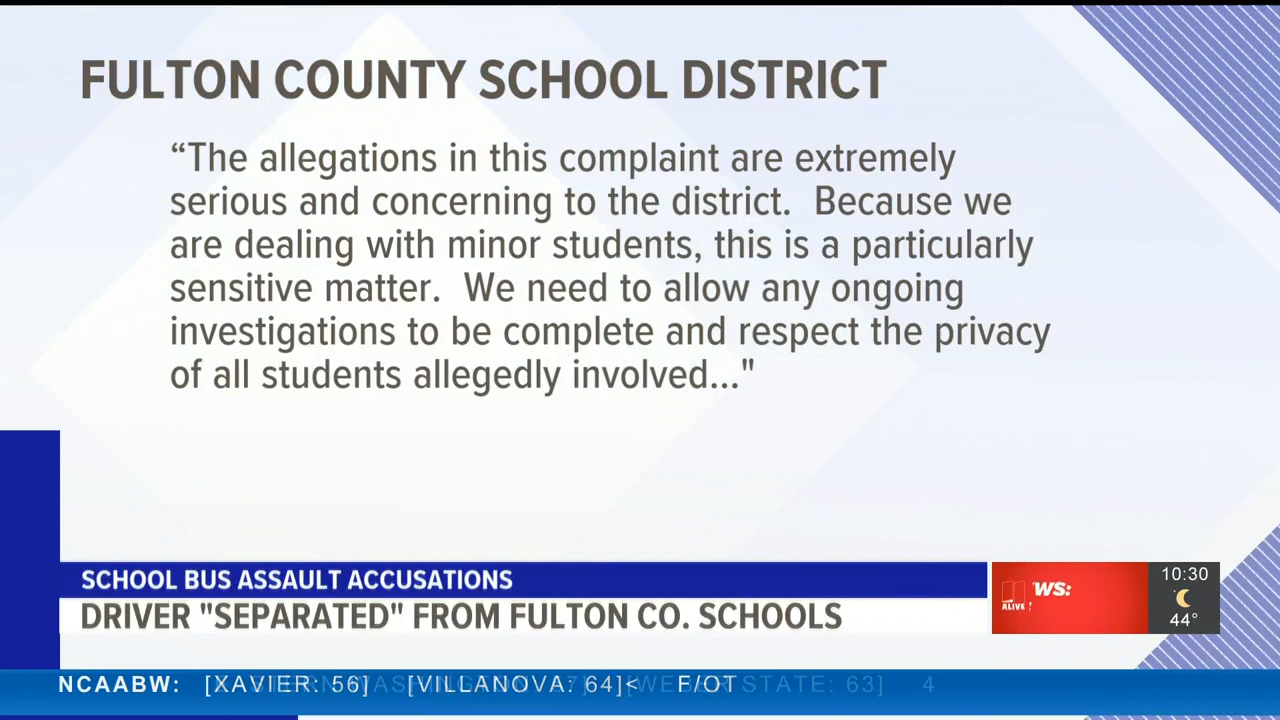 FULTON COUNTY SCHOOL DISTRICT
“The allegations in this complaint are extremely
serious and concerning to the district.  Because we
are dealing with minor students, this is a particularly
sensitive matter.  We need to allow any ongoing
investigations to be complete and respect the privacy
of all students allegedly involved..."
SCHOOL BUS ASSAULT ACCUSATIONS
DRIVER "SEPARATED" FROM FULTON CO. SCHOOLS
WS:
ALIVE
10:30
44°
NCAABW: [XAVIER: 56] [VILLANOVA: 64]< F/OT